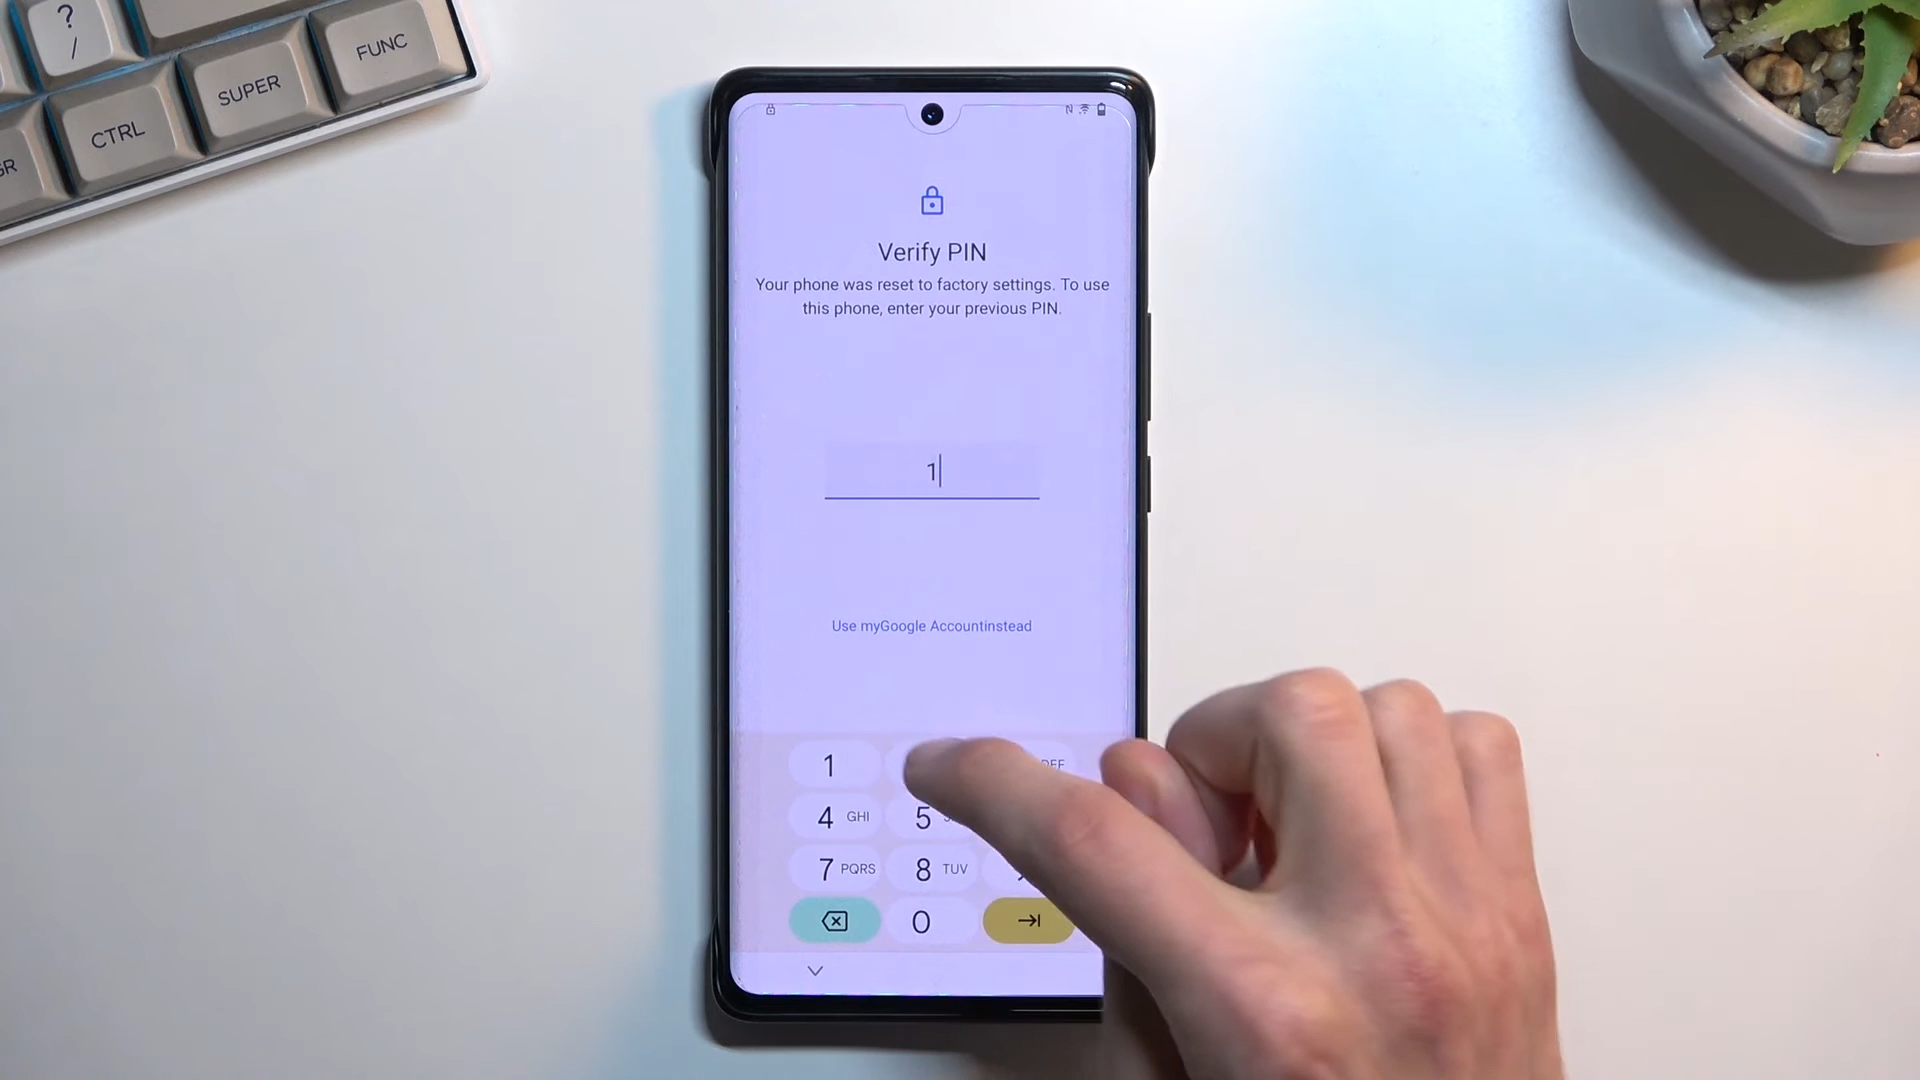 ?
/
FUNC
SUPER
CTRL
GR
Verify PIN
Your phone was reset to factory settings. To use
this phone, enter your previous PIN.
1
Use myGoogle Accountinstead
1
DEF
4 GHI
5
7 PQRS
8 TUV
0